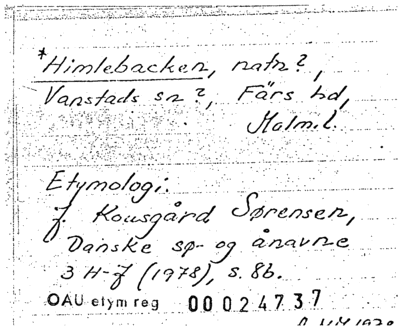 *Himlebacken, natn?,
Vanstads sn?, Färs hd,
Malm.l.
Etymologi:
J. Kousgård Sørensen,
Danske sø- og ånavne
3 H-J (1978), s. 86.
OAU etym reg 00024737